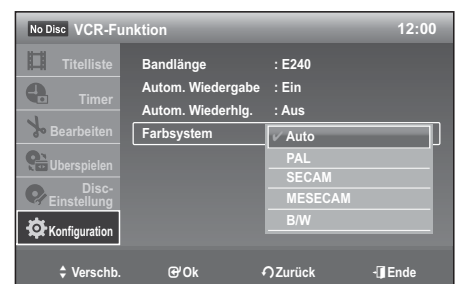 No Disc VCR-Funktion 12:00
Titelliste
Timer
Bearbeiten
Uberspielen
Disc-
Einstellung
Konfiguration
Bandlänge : E240
Autom. Wiedergabe : Ein
Autom. Wiederhlg. : Aus
Farbsystem
✓ Auto
PAL
SECAM
MESECAM
B/W
Verschb. Ok Zurück Ende